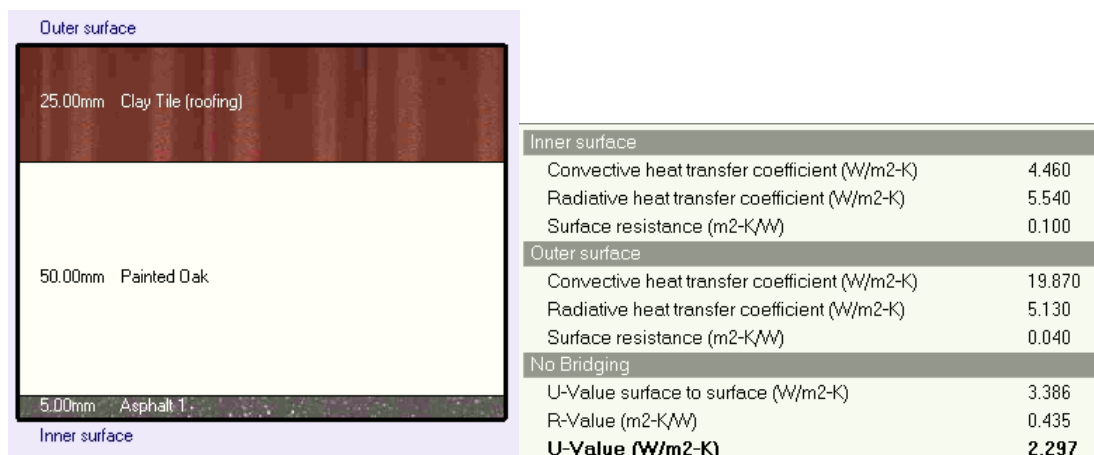 Outer surface
25.00mm Clay Tile (roofing)
50.00mm Painted Oak
5.00mm Asphalt 1
Inner surface
Inner surface
Convective heat transfer coefficient (W/m2-K) 4.460
Radiative heat transfer coefficient (W/m2-K) 5.540
Surface resistance (m2-K/W) 0.100
Outer surface
Convective heat transfer coefficient (W/m2-K) 19.870
Radiative heat transfer coefficient (W/m2-K) 5.130
Surface resistance (m2-K/W) 0.040
No Bridging
U-Value surface to surface (W/m2-K) 3.386
R-Value (m2-K/W) 0.435
U-Value (W/m2-K) 2.297